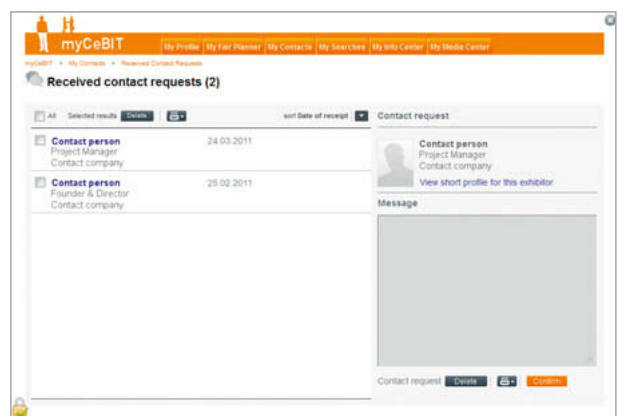 myCeBIT
My Profile My Fair Planner My Contacts My Searches My Info Center My Media Center
myCeBIT My Contacts Received Contact Requests
Received contact requests (2)
All Selected results Delete sort Date of receipt
Contact person 24.03.2011
Project Manager
Contact company
Contact person 25.02.2011
Founder & Director
Contact company
Contact request
Contact person
Project Manager
Contact company
View short profile for this exhibitor
Message
Contact request Delete Confirm